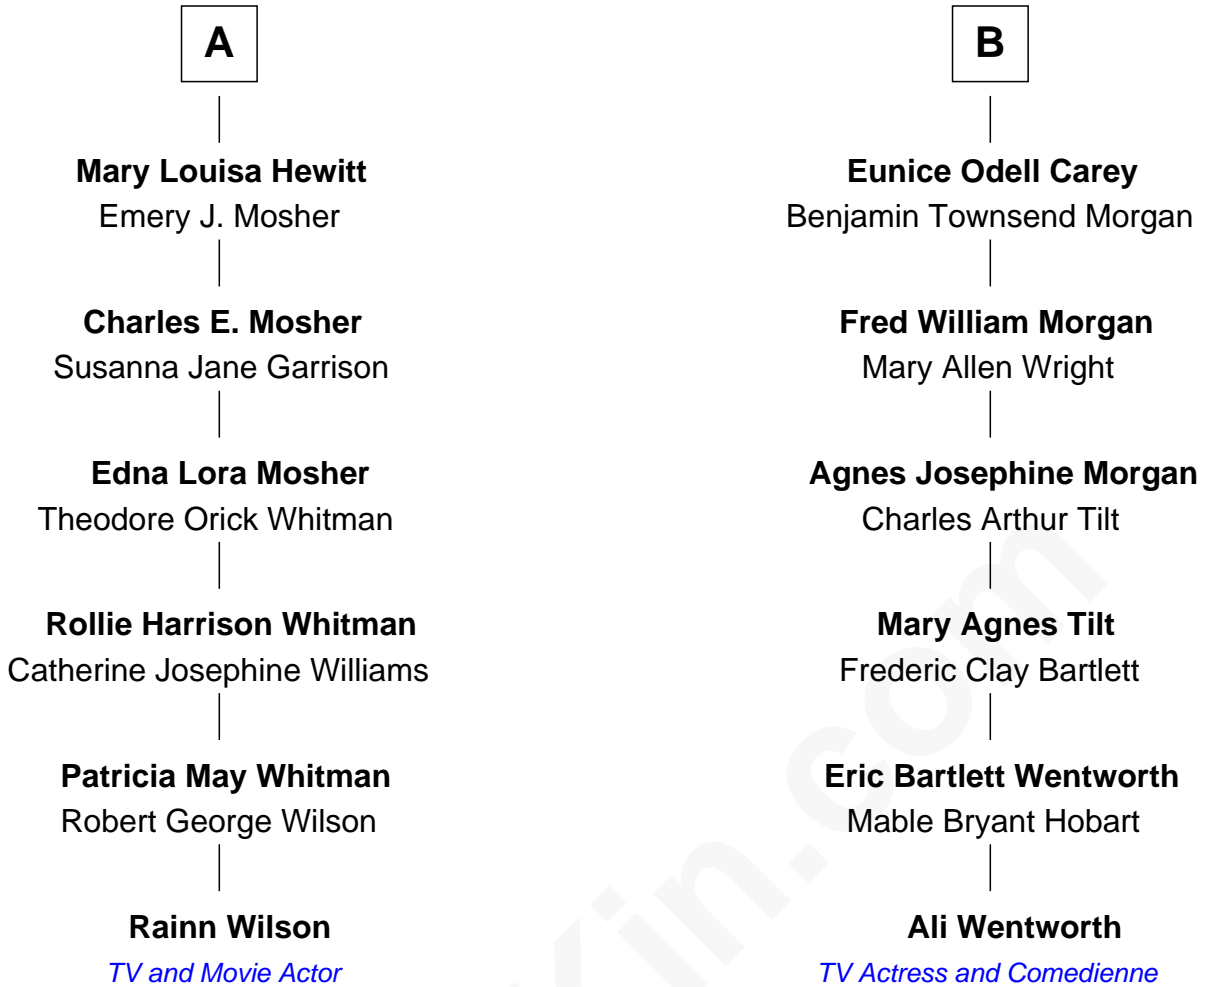 A
Mary Louisa Hewitt
Emery J. Mosher
Charles E. Mosher
Susanna Jane Garrison
Edna Lora Mosher
Theodore Orick Whitman
Rollie Harrison Whitman
Catherine Josephine Williams
Patricia May Whitman
Robert George Wilson
Rainn Wilson
TV and Movie Actor
B
Eunice Odell Carey
Benjamin Townsend Morgan
Fred William Morgan
Mary Allen Wright
Agnes Josephine Morgan
Charles Arthur Tilt
Mary Agnes Tilt
Frederic Clay Bartlett
Eric Bartlett Wentworth
Mable Bryant Hobart
Ali Wentworth
TV Actress and Comedienne
Kin.com